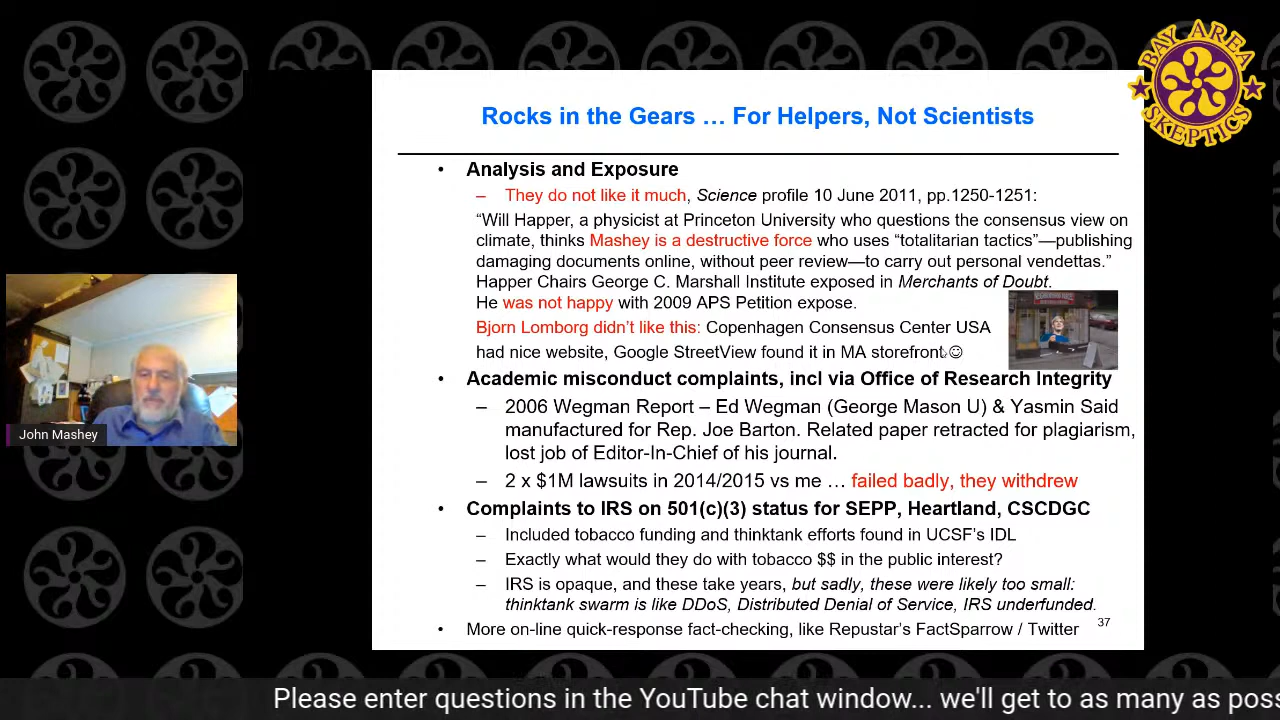 BAY AREA
SKEPTICS
Rocks in the Gears … For Helpers, Not Scientists
• Analysis and Exposure
– They do not like it much, Science profile 10 June 2011, pp.1250-1251:
“Will Happer, a physicist at Princeton University who questions the consensus view on
climate, thinks Mashey is a destructive force who uses “totalitarian tactics”—publishing
damaging documents online, without peer review—to carry out personal vendettas.”
Happer Chairs George C. Marshall Institute exposed in Merchants of Doubt.
He was not happy with 2009 APS Petition expose.
Bjorn Lomborg didn’t like this: Copenhagen Consensus Center USA
had nice website, Google StreetView found it in MA storefront☺
• Academic misconduct complaints, incl via Office of Research Integrity
– 2006 Wegman Report – Ed Wegman (George Mason U) & Yasmin Said
manufactured for Rep. Joe Barton. Related paper retracted for plagiarism,
lost job of Editor-In-Chief of his journal.
– 2 x $1M lawsuits in 2014/2015 vs me … failed badly, they withdrew
• Complaints to IRS on 501(c)(3) status for SEPP, Heartland, CSCDGC
– Included tobacco funding and thinktank efforts found in UCSF’s IDL
– Exactly what would they do with tobacco $$ in the public interest?
– IRS is opaque, and these take years, but sadly, these were likely too small:
thinktank swarm is like DDoS, Distributed Denial of Service, IRS underfunded.
• More on-line quick-response fact-checking, like Repustar’s FactSparrow / Twitter
37
John Mashey
Please enter questions in the YouTube chat window... we'll get to as many as poss